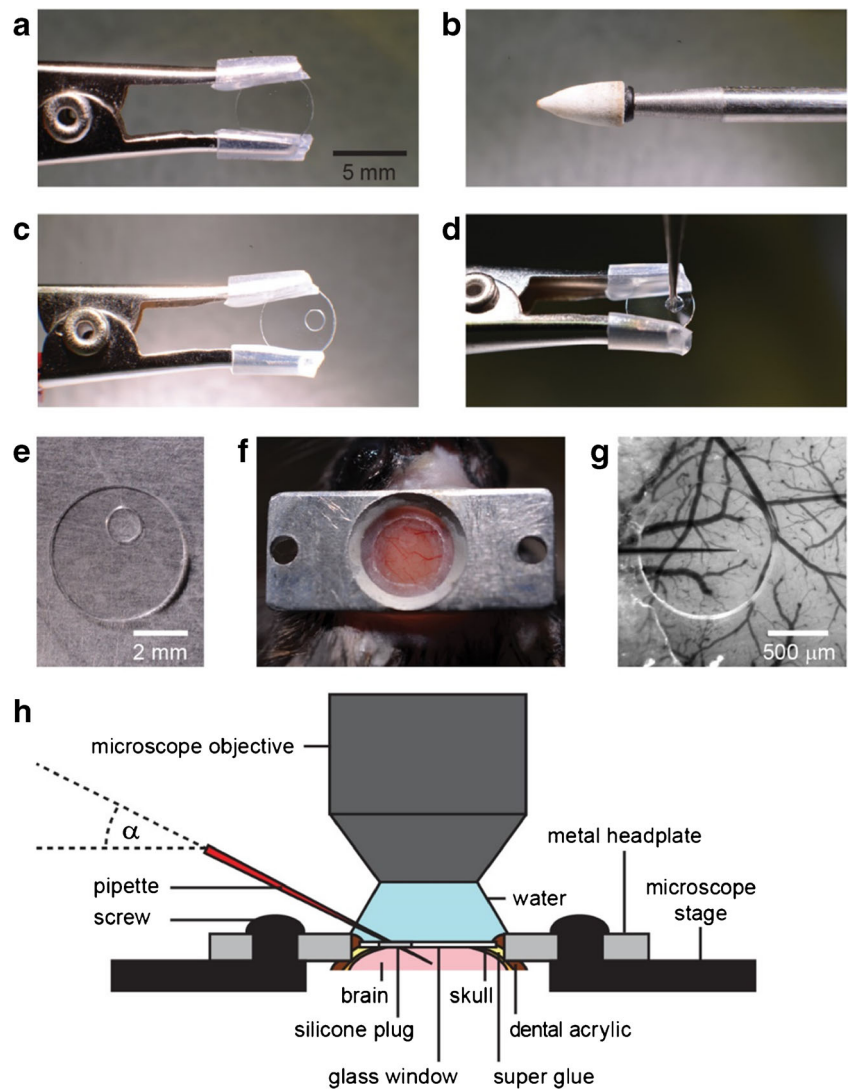 a
b
5 mm
c
d
e
f
g
2 mm
500 μm
h
microscope objective
α
metal headplate
pipette
water
microscope
stage
screw
brain
skull
silicone plug
dental acrylic
glass window
super glue